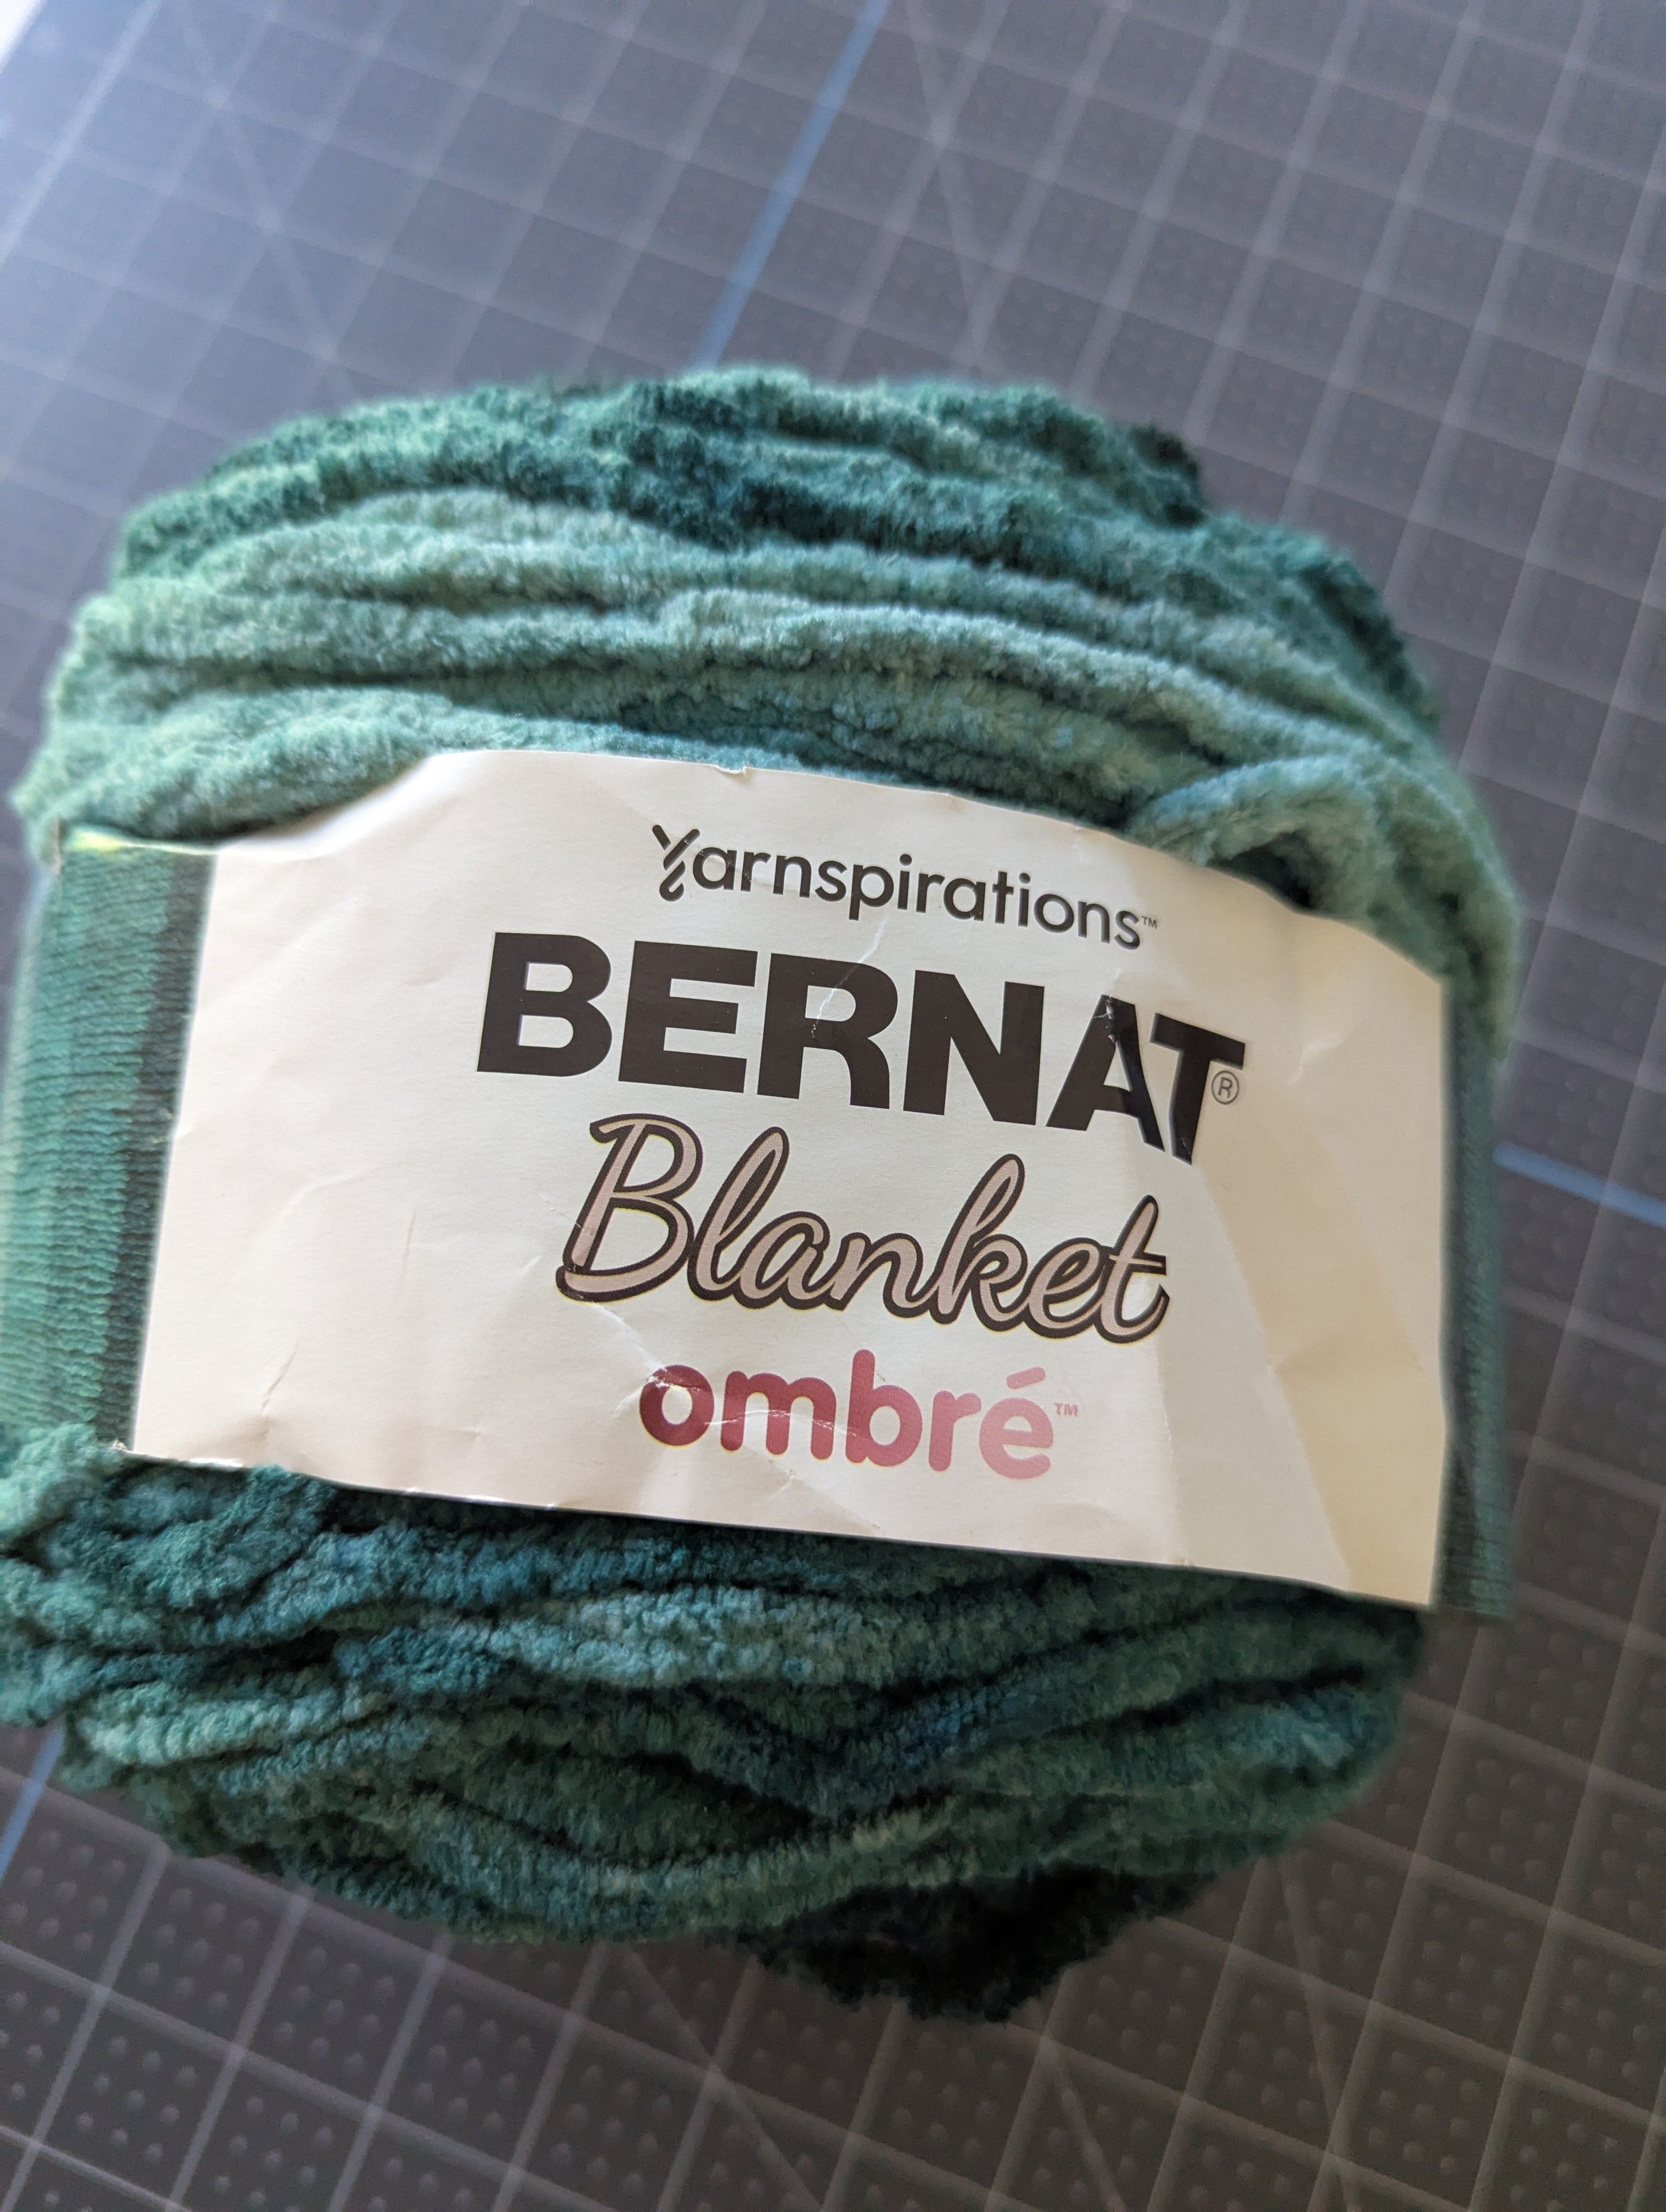 Yarnspirations™
BERNAT®
Blanket
ombré™